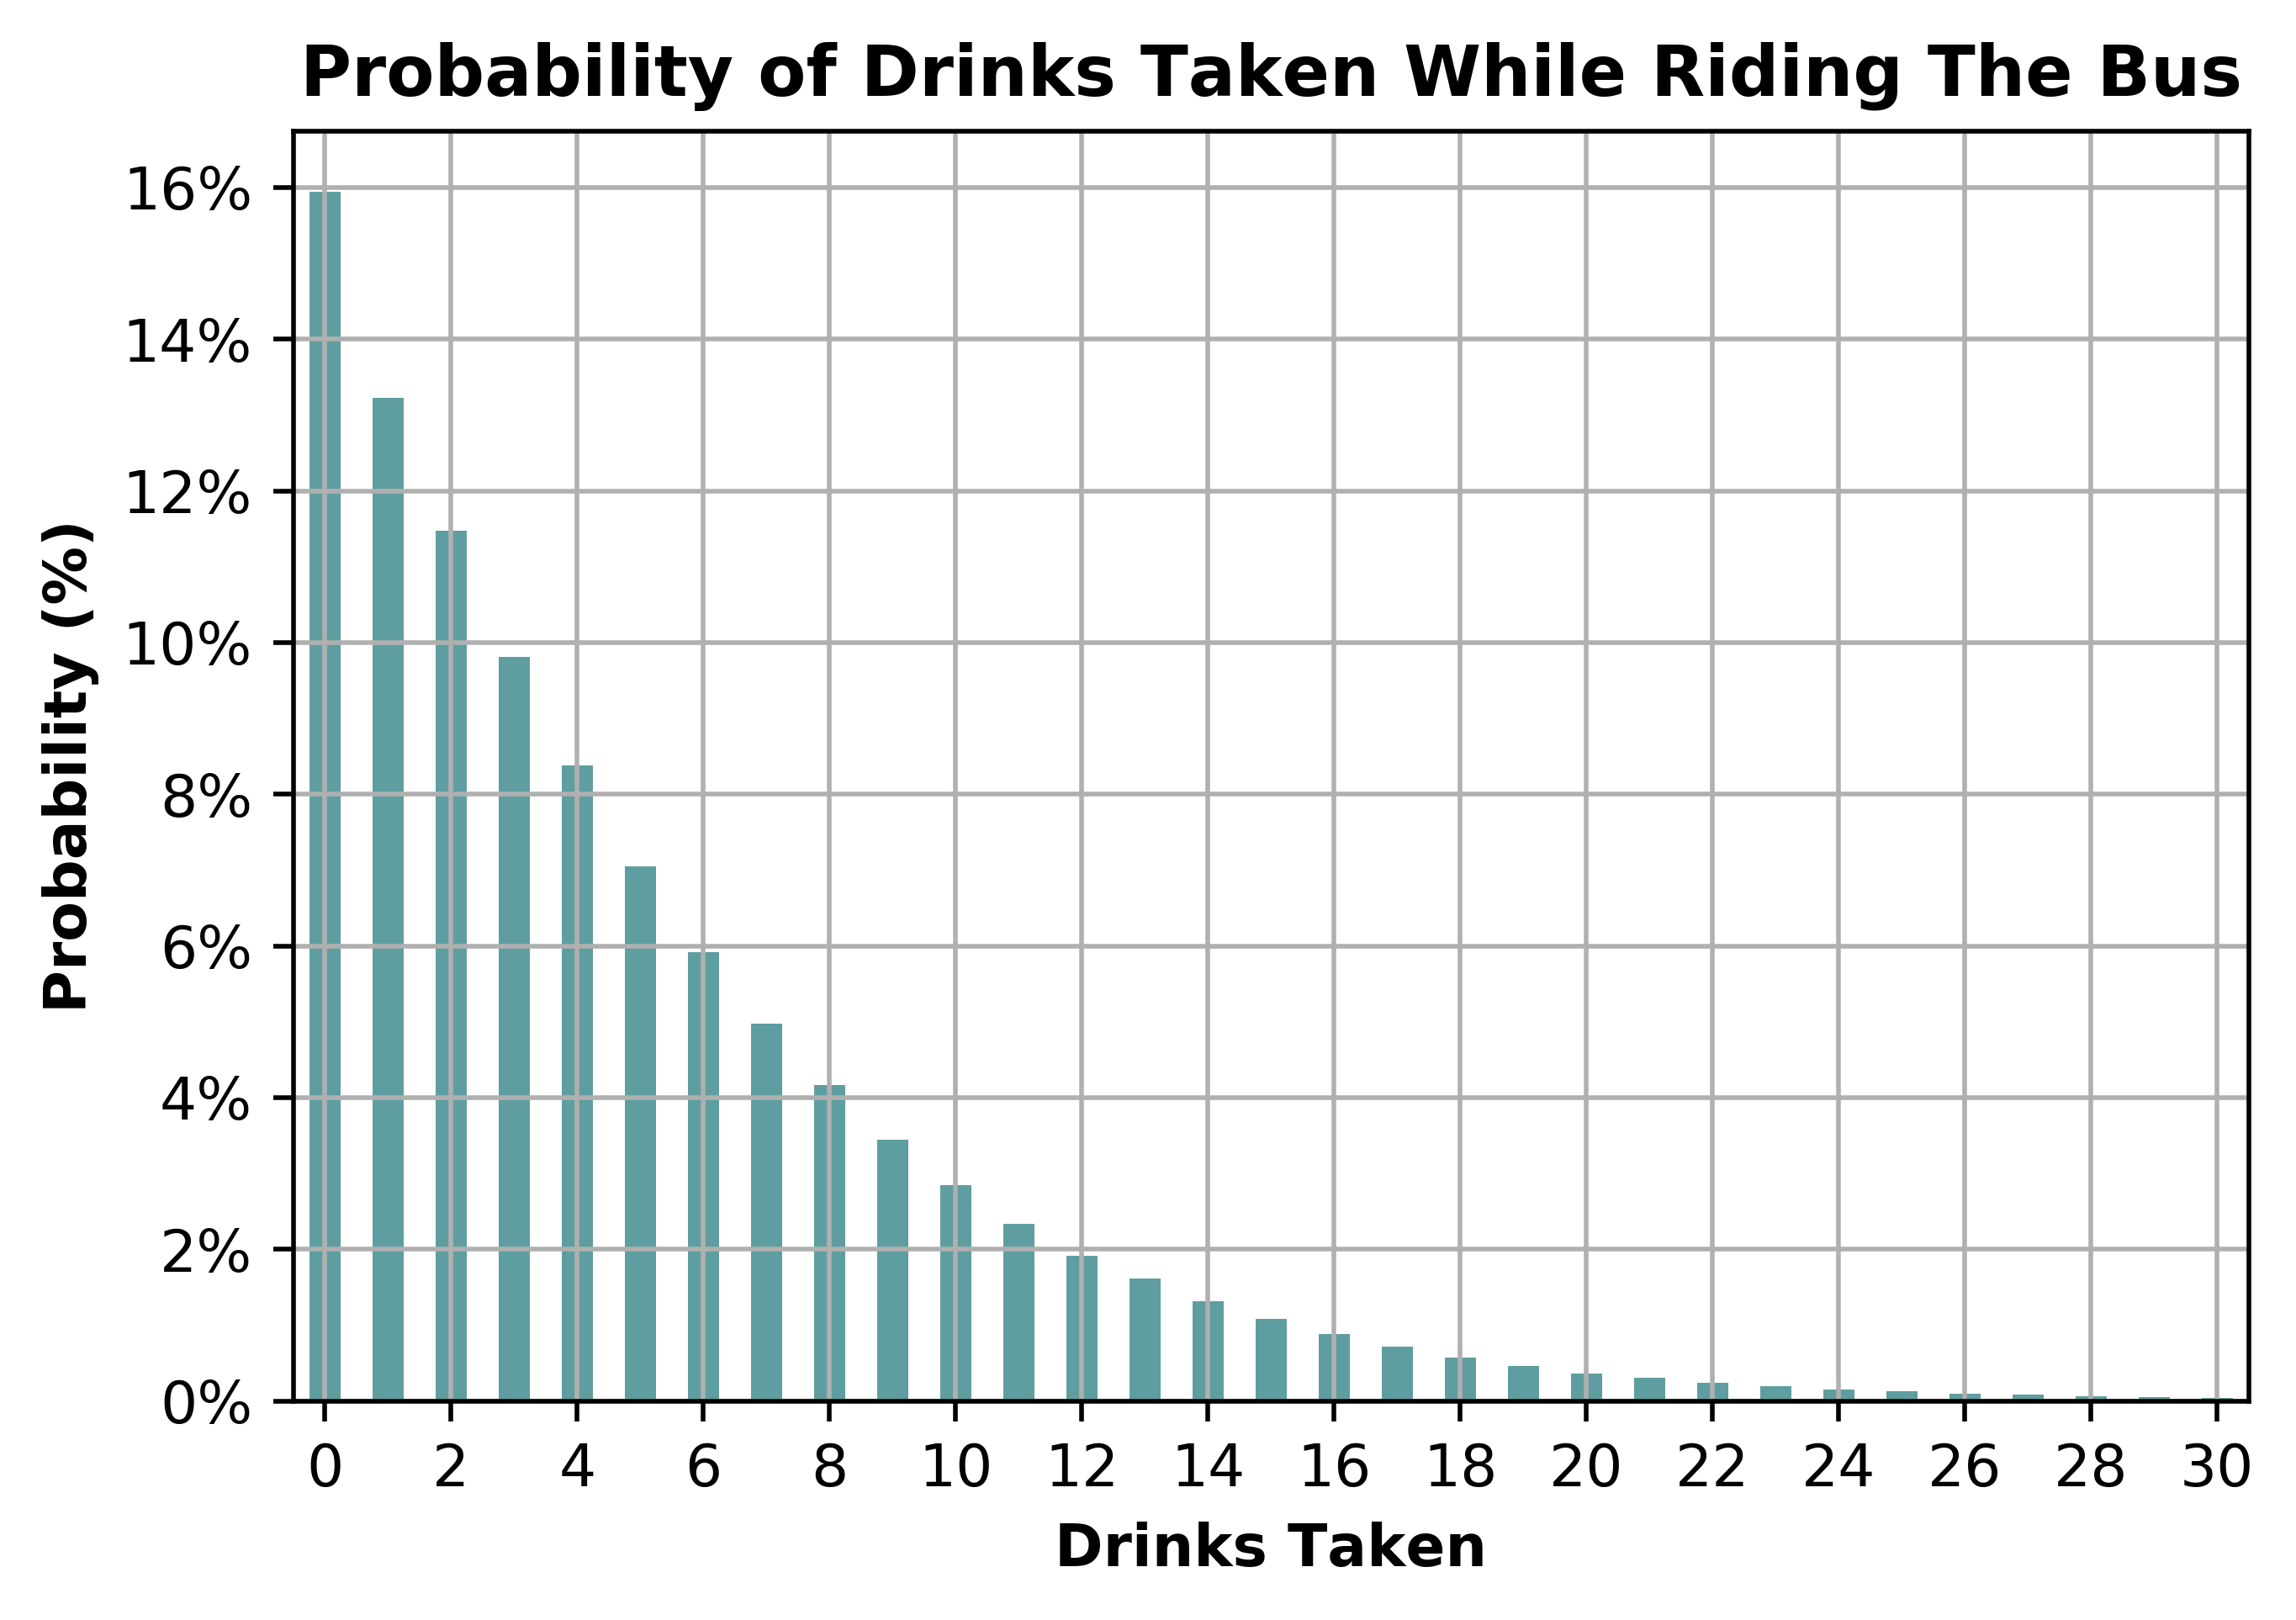 Probability of Drinks Taken While Riding The Bus
16%
14%
12%
10%
8%
6%
4%
2%
0%
Probability (%)
0 2 4 6 8 10 12 14 16 18 20 22 24 26 28 30
Drinks Taken